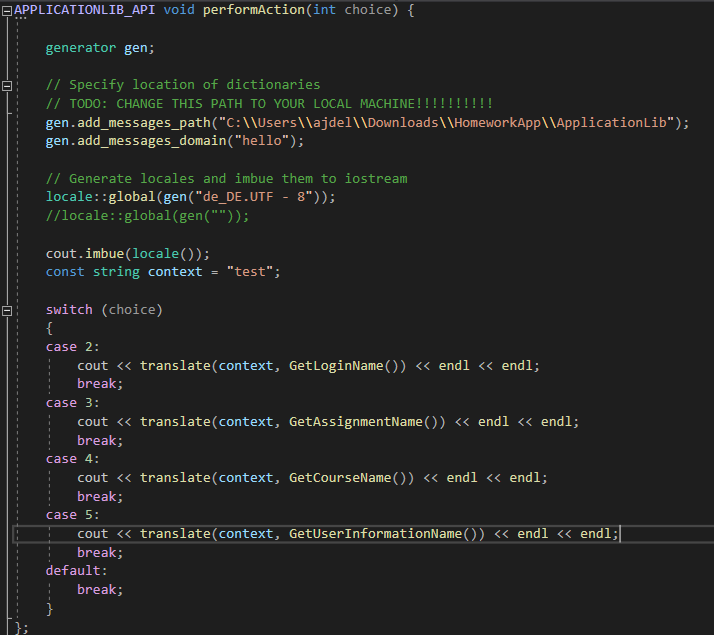 APPLICATIONLIB_API void performAction(int choice) {
generator gen;
// Specify location of dictionaries
// TODO: CHANGE THIS PATH TO YOUR LOCAL MACHINE!!!!!!!!!!
gen.add_messages_path("C:\\Users\\ajdel\\Downloads\\HomeworkApp\\ApplicationLib");
gen.add_messages_domain("hello");
// Generate locales and imbue them to iostream
locale::global(gen("de_DE.UTF - 8"));
//locale::global(gen(""));
cout.imbue(locale());
const string context = "test";
switch (choice)
{
case 2:
cout << translate(context, GetLoginName()) << endl << endl;
break;
case 3:
cout << translate(context, GetAssignmentName()) << endl << endl;
break;
case 4:
cout << translate(context, GetCourseName()) << endl << endl;
break;
case 5:
cout << translate(context, GetUserInformationName()) << endl << endl;
break;
default:
break;
}
};